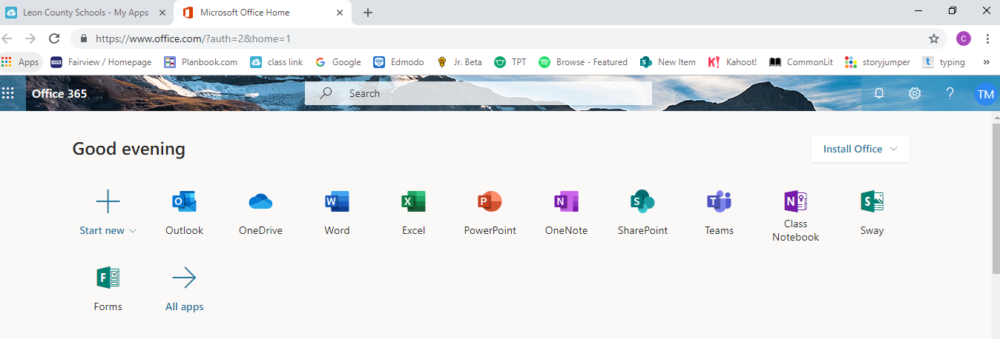 Leon County Schools - My Apps
Microsoft Office Home
https://www.office.com/?auth=2&home=1
C
Apps
Fairview / Homepage
Planbook.com
class link
Google
Edmodo
Jr. Beta
TPT
Browse - Featured
New Item
Kahoot!
CommonLit
storyjumper
typing
»
Office 365
Search
?
TM
Good evening
Install Office
Start new
Outlook
OneDrive
Word
Excel
PowerPoint
OneNote
SharePoint
Teams
Class
Notebook
Sway
Forms
All apps